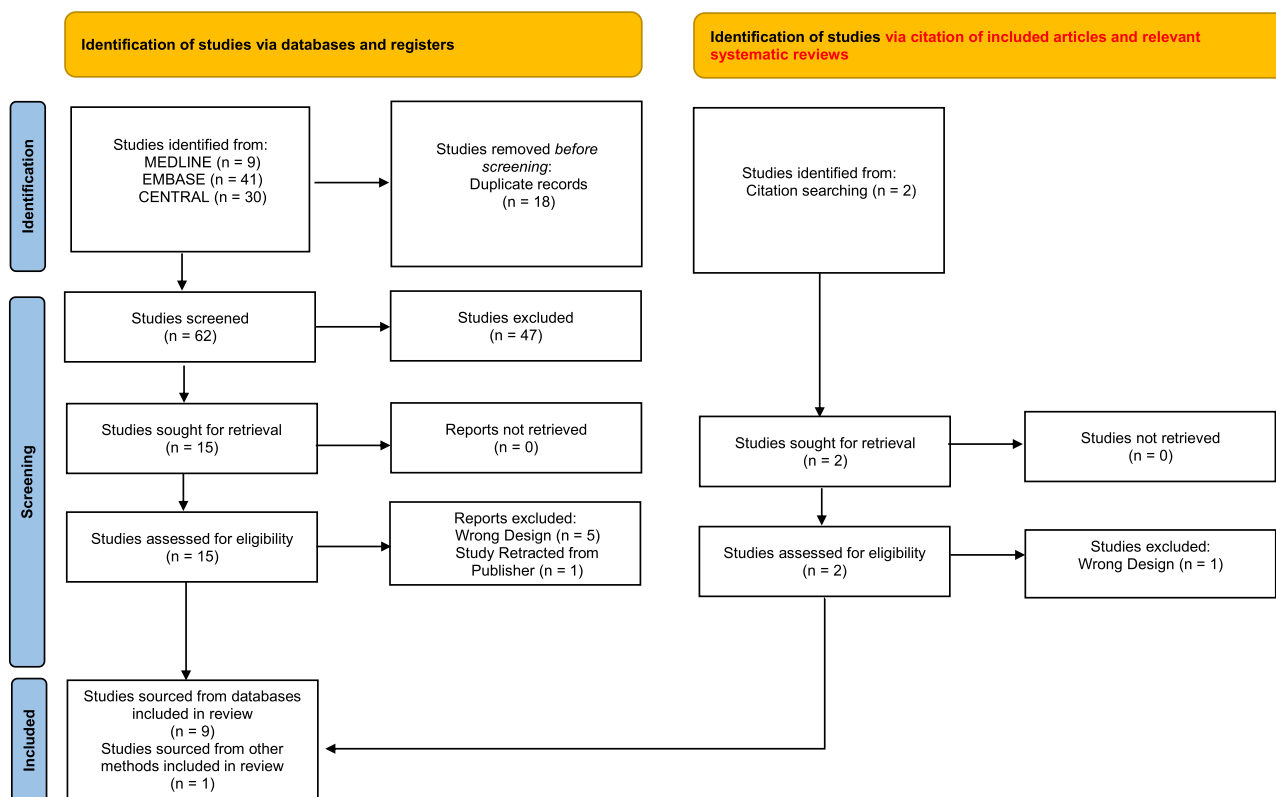 Identification of studies via databases and registers
Identification of studies via citation of included articles and relevant
systematic reviews
Identification
Studies identified from:
MEDLINE (n = 9)
EMBASE (n = 41)
CENTRAL (n = 30)
Studies removed before
screening:
Duplicate records
(n = 18)
Studies identified from:
Citation searching (n = 2)
Screening
Studies screened
(n = 62)
Studies excluded
(n = 47)
Studies sought for retrieval
(n = 15)
Reports not retrieved
(n = 0)
Studies sought for retrieval
(n = 2)
Studies not retrieved
(n = 0)
Studies assessed for eligibility
(n = 15)
Reports excluded:
Wrong Design (n = 5)
Study Retracted from
Publisher (n = 1)
Studies assessed for eligibility
(n = 2)
Studies excluded:
Wrong Design (n = 1)
Included
Studies sourced from databases
included in review
(n = 9)
Studies sourced from other
methods included in review
(n = 1)